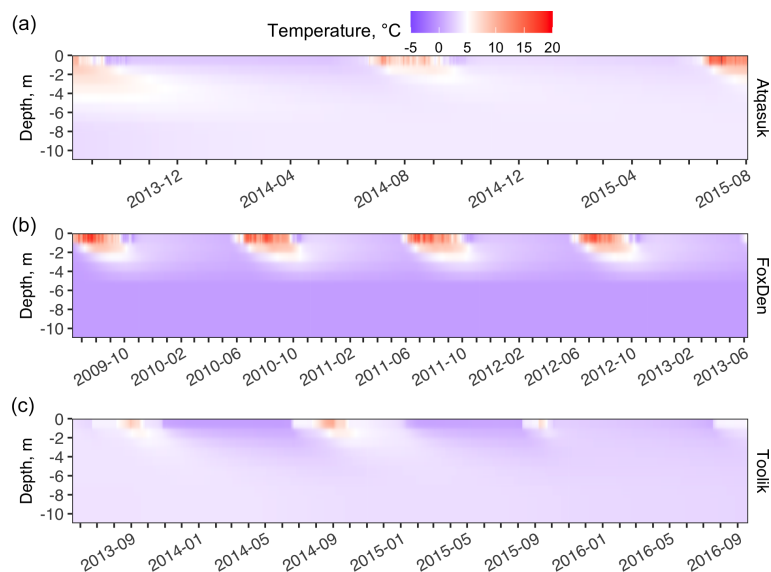 (a)
Temperature, °C
-5 0 5 10 15 20
0
-2
-4
-6
-8
-10
Depth, m
Atqasuk
2013-12 2014-04 2014-08 2014-12 2015-04 2015-08
(b)
0
-2
-4
-6
-8
-10
Depth, m
FoxDen
2009-10 2010-02 2010-06 2010-10 2011-02 2011-06 2011-10 2012-02 2012-06 2012-10 2013-02 2013-06
(c)
0
-2
-4
-6
-8
-10
Depth, m
Toolik
2013-09 2014-01 2014-05 2014-09 2015-01 2015-05 2015-09 2016-01 2016-05 2016-09